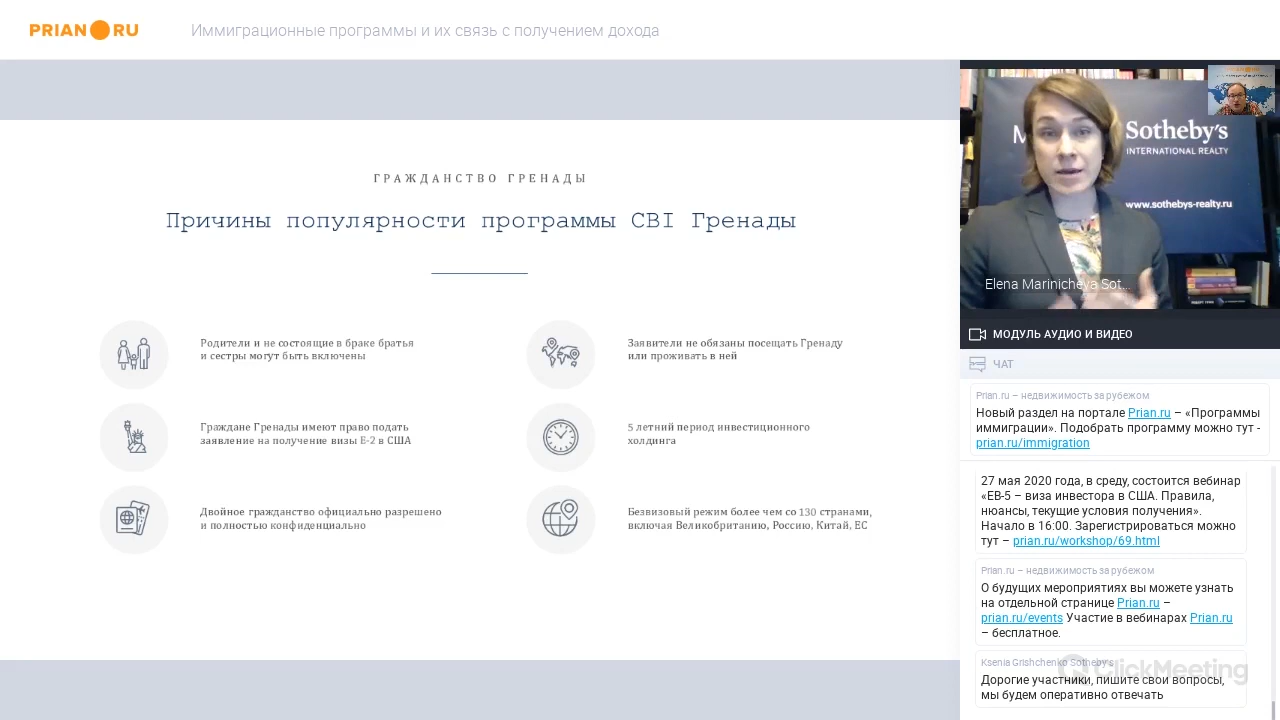 PRIAN RU
Иммиграционные программы и их связь с получением дохода
ГРАЖДАНСТВО ГРЕНАДЫ
Причины популярности программы CBI Гренады
Родители и не состоящие в браке братья
и сестры могут быть включены
Заявители не обязаны посещать Гренаду
или проживать в ней
Граждане Гренады имеют право подать
заявление на получение визы E-2 в США
5 летний период инвестиционного
холдинга
Двойное гражданство официально разрешено
и полностью конфиденциально
Безвизовый режим более чем со 130 странами,
включая Великобританию, Россию, Китай, ЕС
Sotheby's
INTERNATIONAL REALTY
www.sothebys-realty.ru
Elena Marinicheva Sot...
МОДУЛЬ АУДИО И ВИДЕО
ЧАТ
Prian.ru – недвижимость за рубежом
Новый раздел на портале Prian.ru – «Программы
иммиграции». Подобрать программу можно тут -
prian.ru/immigration
27 мая 2020 года, в среду, состоится вебинар
«EB-5 – виза инвестора в США. Правила,
нюансы, текущие условия получения».
Начало в 16:00. Зарегистрироваться можно
тут – prian.ru/workshop/69.html
Prian.ru – недвижимость за рубежом
О будущих мероприятиях вы можете узнать
на отдельной странице Prian.ru –
prian.ru/events Участие в вебинарах Prian.ru
– бесплатное.
Ksenia Grishchenko Sotheby's
ClickMeeting
Дорогие участники, пишите свои вопросы,
мы будем оперативно отвечать